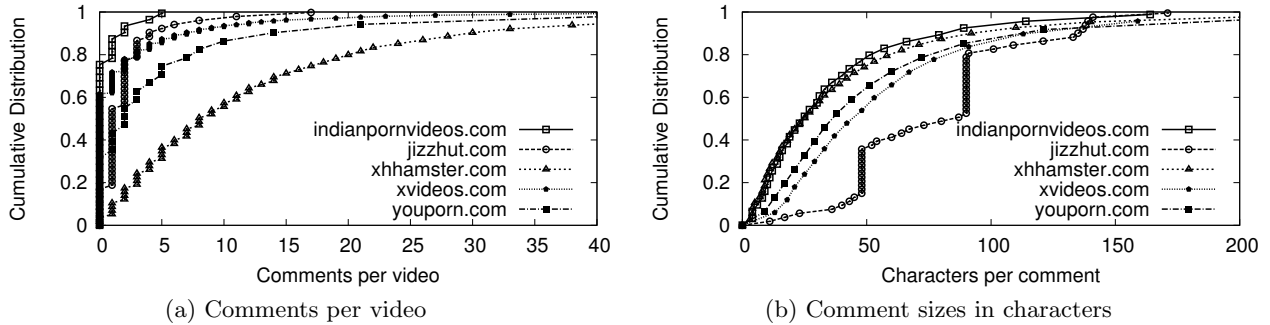 Cumulative Distribution
1
0.8
0.6
0.4
0.2
0
0 5 10 15 20 25 30 35 40
Comments per video
indianpornvideos.com
jizzhut.com
xhhamster.com
xvideos.com
youporn.com
(a) Comments per video
Cumulative Distribution
1
0.8
0.6
0.4
0.2
0
0 50 100 150 200
Characters per comment
indianpornvideos.com
jizzhut.com
xhhamster.com
xvideos.com
youporn.com
(b) Comment sizes in characters